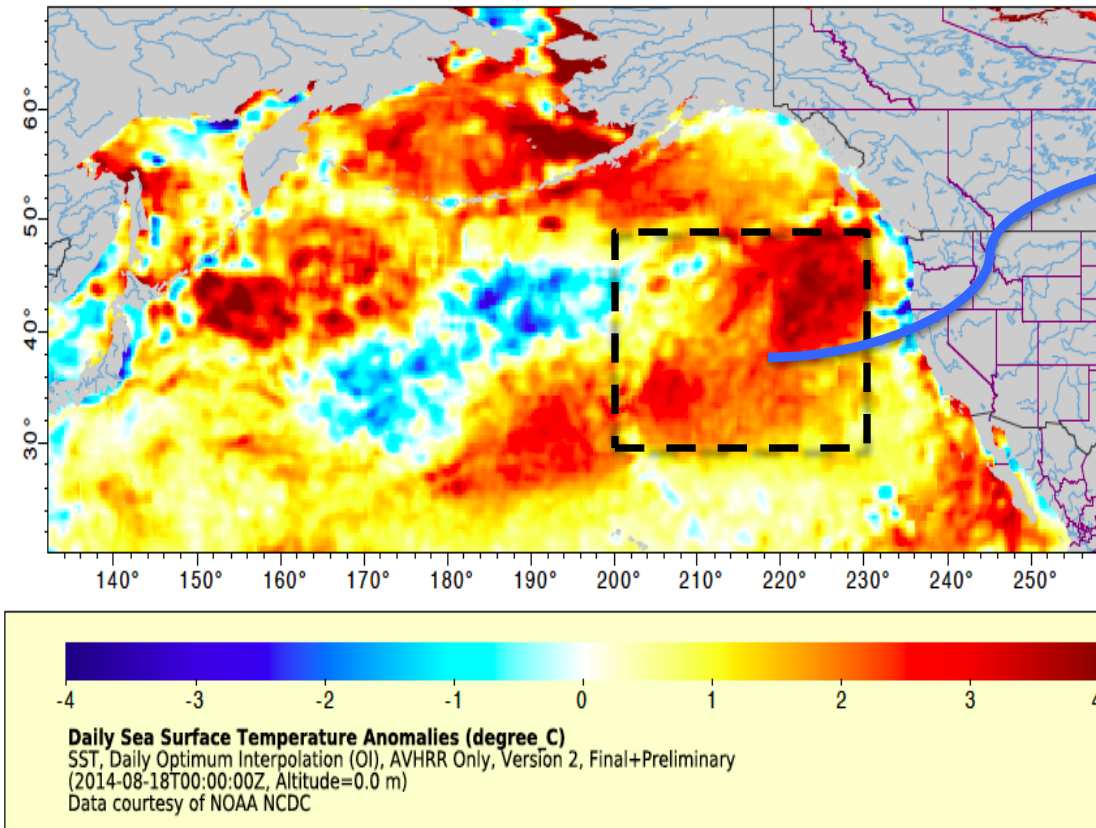 60°
50°
40°
30°
140° 150° 160° 170° 180° 190° 200° 210° 220° 230° 240° 250°
-4 -3 -2 -1 0 1 2 3 4
Daily Sea Surface Temperature Anomalies (degree_C)
SST, Daily Optimum Interpolation (OI), AVHRR Only, Version 2, Final+Preliminary
(2014-08-18T00:00:00Z, Altitude=0.0 m)
Data courtesy of NOAA NCDC